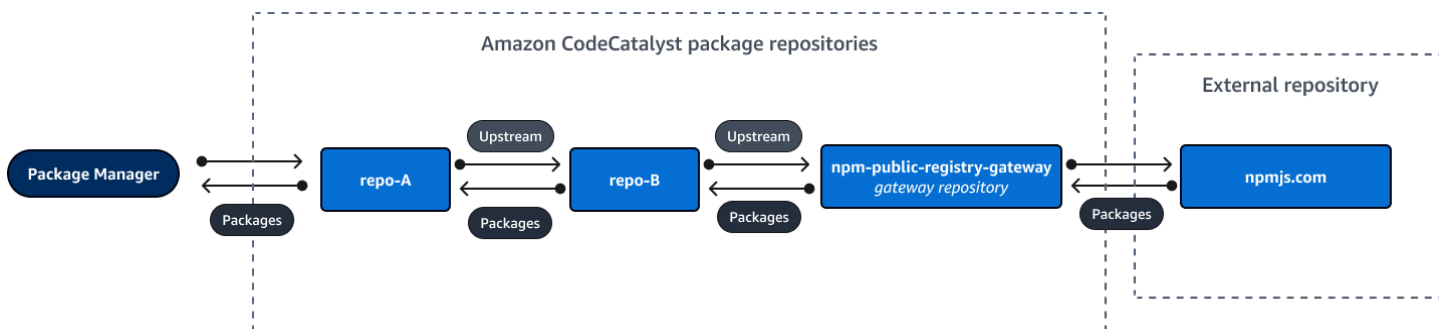 Amazon CodeCatalyst package repositories
External repository
Upstream
Upstream
Package Manager
repo-A
repo-B
npm-public-registry-gateway
gateway repository
npmjs.com
Packages
Packages
Packages
Packages